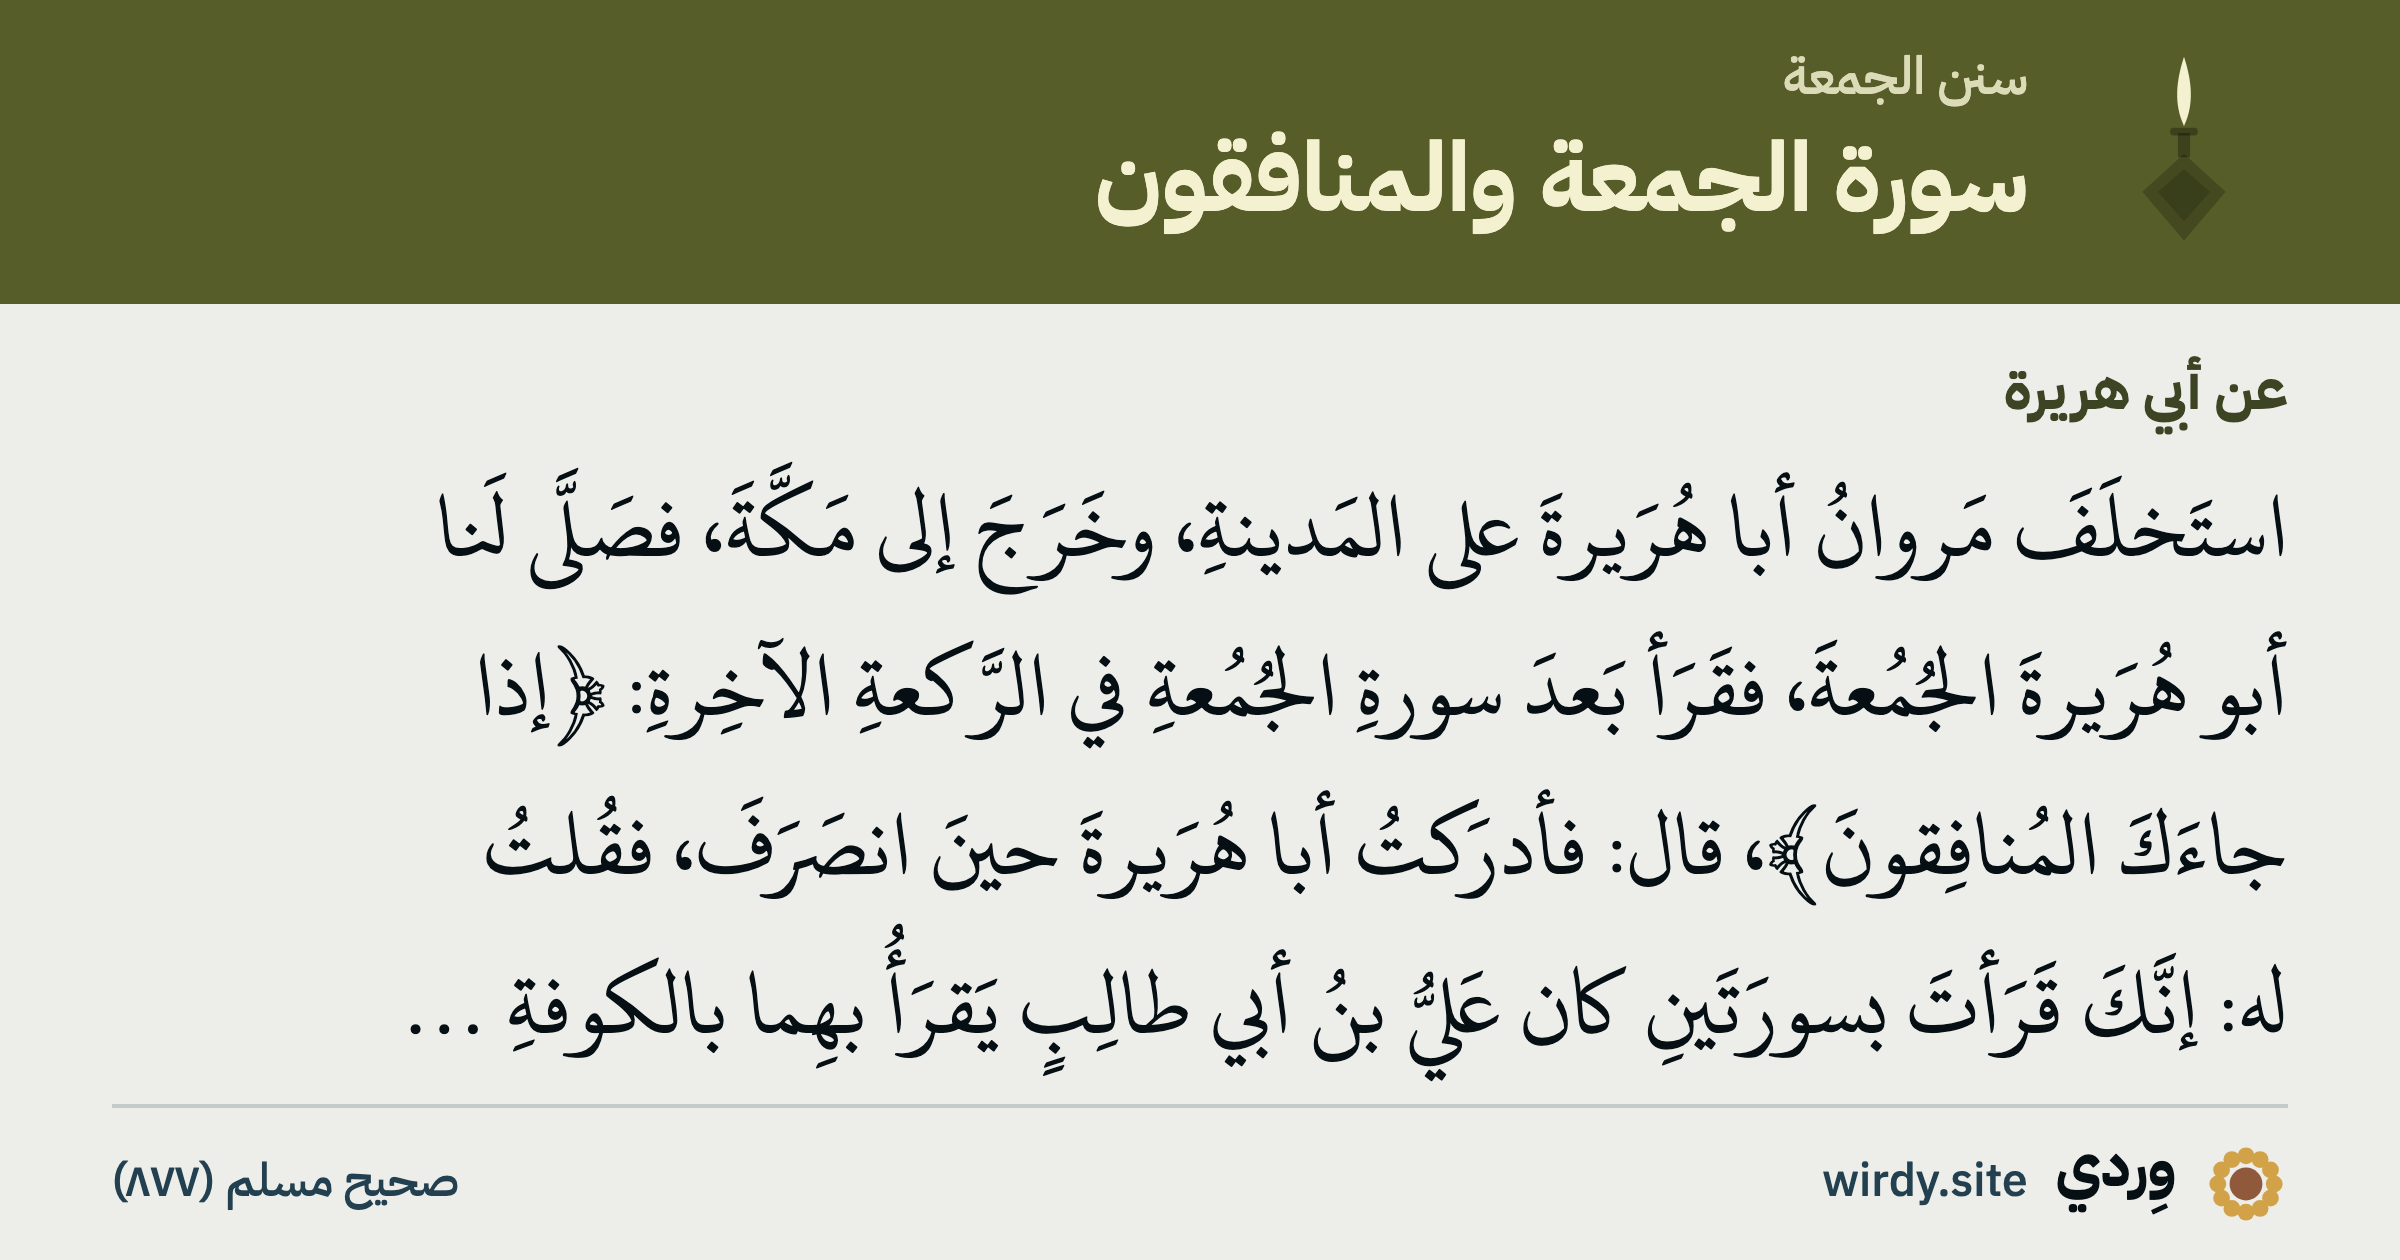 سنن الجمعة
سورة الجمعة والمنافقون
عن أبي هريرة
استَخلَفَ مَروانُ أبا هُرَيرةَ على المَدينةِ، وخَرَجَ إلى مَكَّةَ، فصَلَّى لَنا
أبو هُرَيرةَ الجُمُعةَ، فقَرَأ بَعدَ سورةِ الجُمُعةِ في الرَّكعةِ الآخِرةِ: ﴿إذا
جاءَكَ المُنافِقونَ﴾، قال: فأدرَكتُ أبا هُرَيرةَ حينَ انصَرَفَ، فقُلتُ
له: إنَّكَ قَرَأتَ بسورَتَينِ كان عَليُّ بنُ أبي طالِبٍ يَقرَأُ بهِما بالكوفةِ ...
وِردي wirdy.site
صحيح مسلم (٨٧٧)